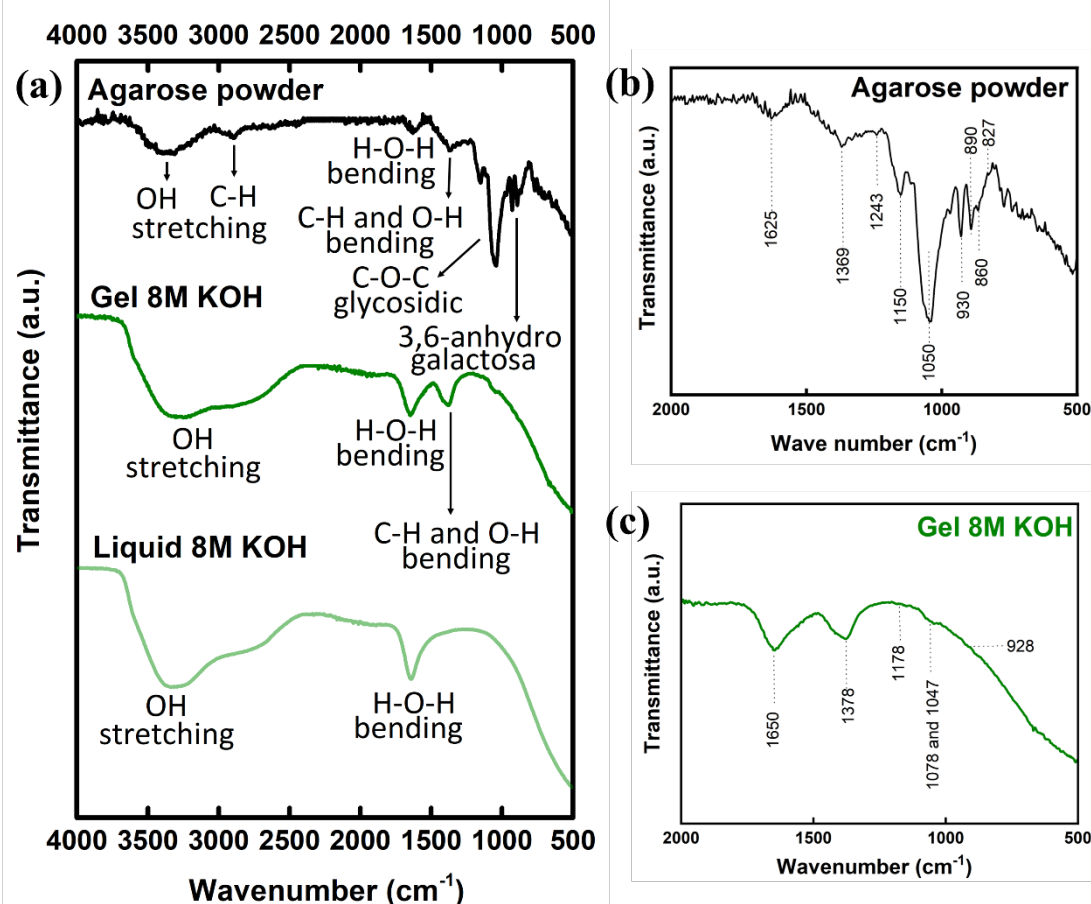 4000 3500 3000 2500 2000 1500 1000 500
(a)
Agarose powder
OH
stretching
C-H
H-O-H
bending
C-H and O-H
bending
C-O-C
glycosidic
3,6-anhydro
galactosa
Gel 8M KOH
OH
stretching
H-O-H
bending
C-H and O-H
bending
Liquid 8M KOH
OH
stretching
H-O-H
bending
Transmittance (a.u.)
4000 3500 3000 2500 2000 1500 1000 500
Wavenumber (cm⁻¹)
(b)
Agarose powder
1625
1369
1243
1150
1050
930
890
860
827
Transmittance (a.u.)
2000 1500 1000 500
Wave number (cm⁻¹)
(c)
Gel 8M KOH
1650
1378
1178
1078 and 1047
928
Transmittance (a.u.)
2000 1500 1000 500
Wavenumber (cm⁻¹)